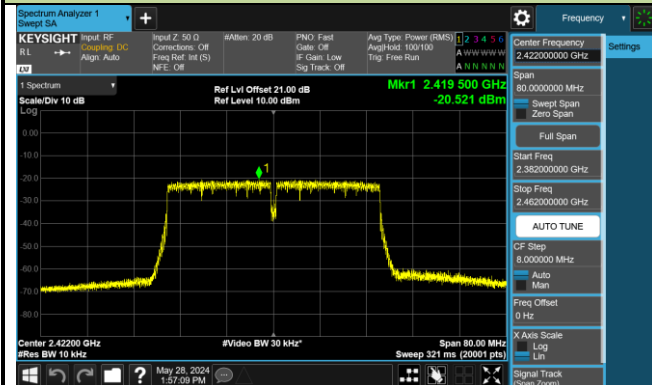 Spectrum Analyzer 1
Swept SA
Frequency
KEYSIGHT
RL
Input: RF
Coupling: DC
Align: Auto
Input Z: 50 Ω
Corrections: Off
Freq Ref: Int (S)
NFE: Off
#Atten: 20 dB
PNO: Fast
Gate: Off
IF Gain: Low
Sig Track: Off
Avg Type: Power (RMS)
Avg|Hold: 100/100
Trig: Free Run
1 2 3 4 5 6
A W W W W W
A N N N N N
1 Spectrum
Scale/Div 10 dB
Log
Ref Lvl Offset 21.00 dB
Ref Level 10.00 dBm
Mkr1 2.419 500 GHz
-20.521 dBm
0.00
-10.0
-20.0
-30.0
-40.0
-50.0
-60.0
-70.0
-80.0
1
Center 2.42200 GHz
#Res BW 10 kHz
#Video BW 30 kHz*
Span 80.00 MHz
Sweep 321 ms (20001 pts)
May 28, 2024
1:57:09 PM
Center Frequency
2.422000000 GHz
Settings
Span
80.0000000 MHz
Swept Span
Zero Span
Full Span
Start Freq
2.382000000 GHz
Stop Freq
2.462000000 GHz
AUTO TUNE
CF Step
8.000000 MHz
Auto
Man
Freq Offset
0 Hz
X Axis Scale
Log
Lin
Signal Track
(Span Zoom)